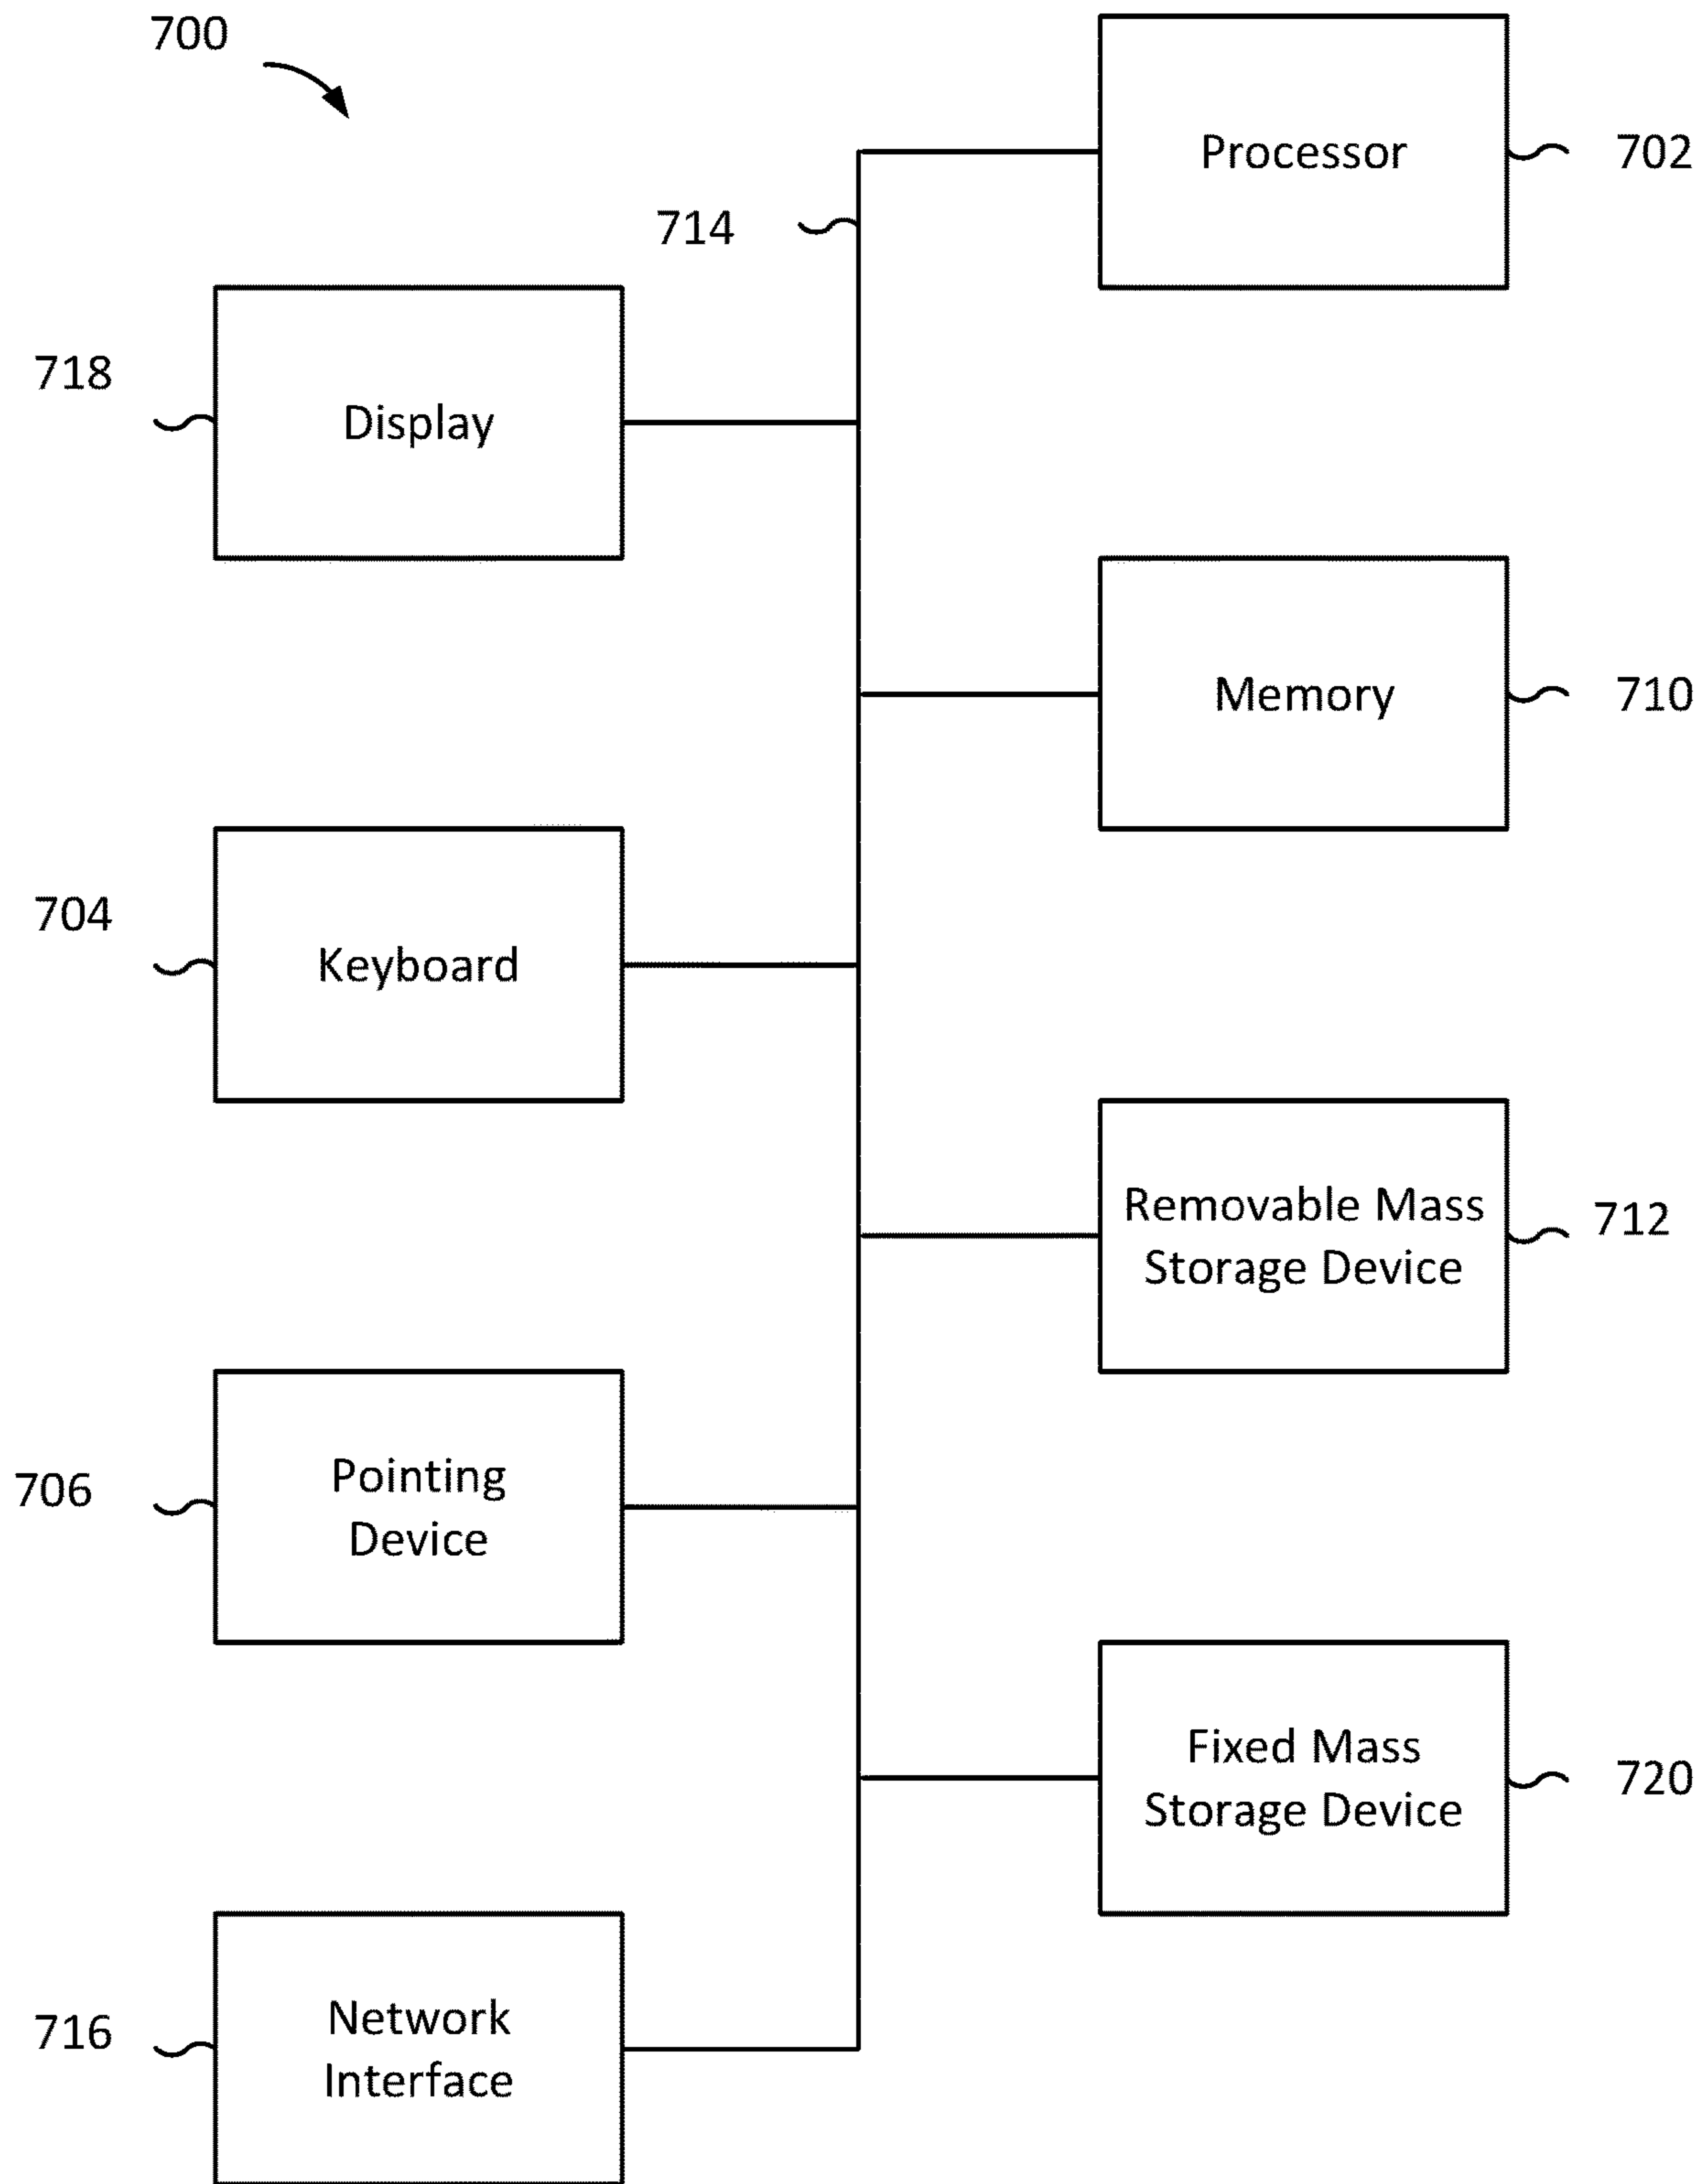 700
Processor
702
714
718
Display
Memory
710
704
Keyboard
Removable Mass
Storage Device
712
706
Pointing
Device
Fixed Mass
Storage Device
720
716
Network
Interface